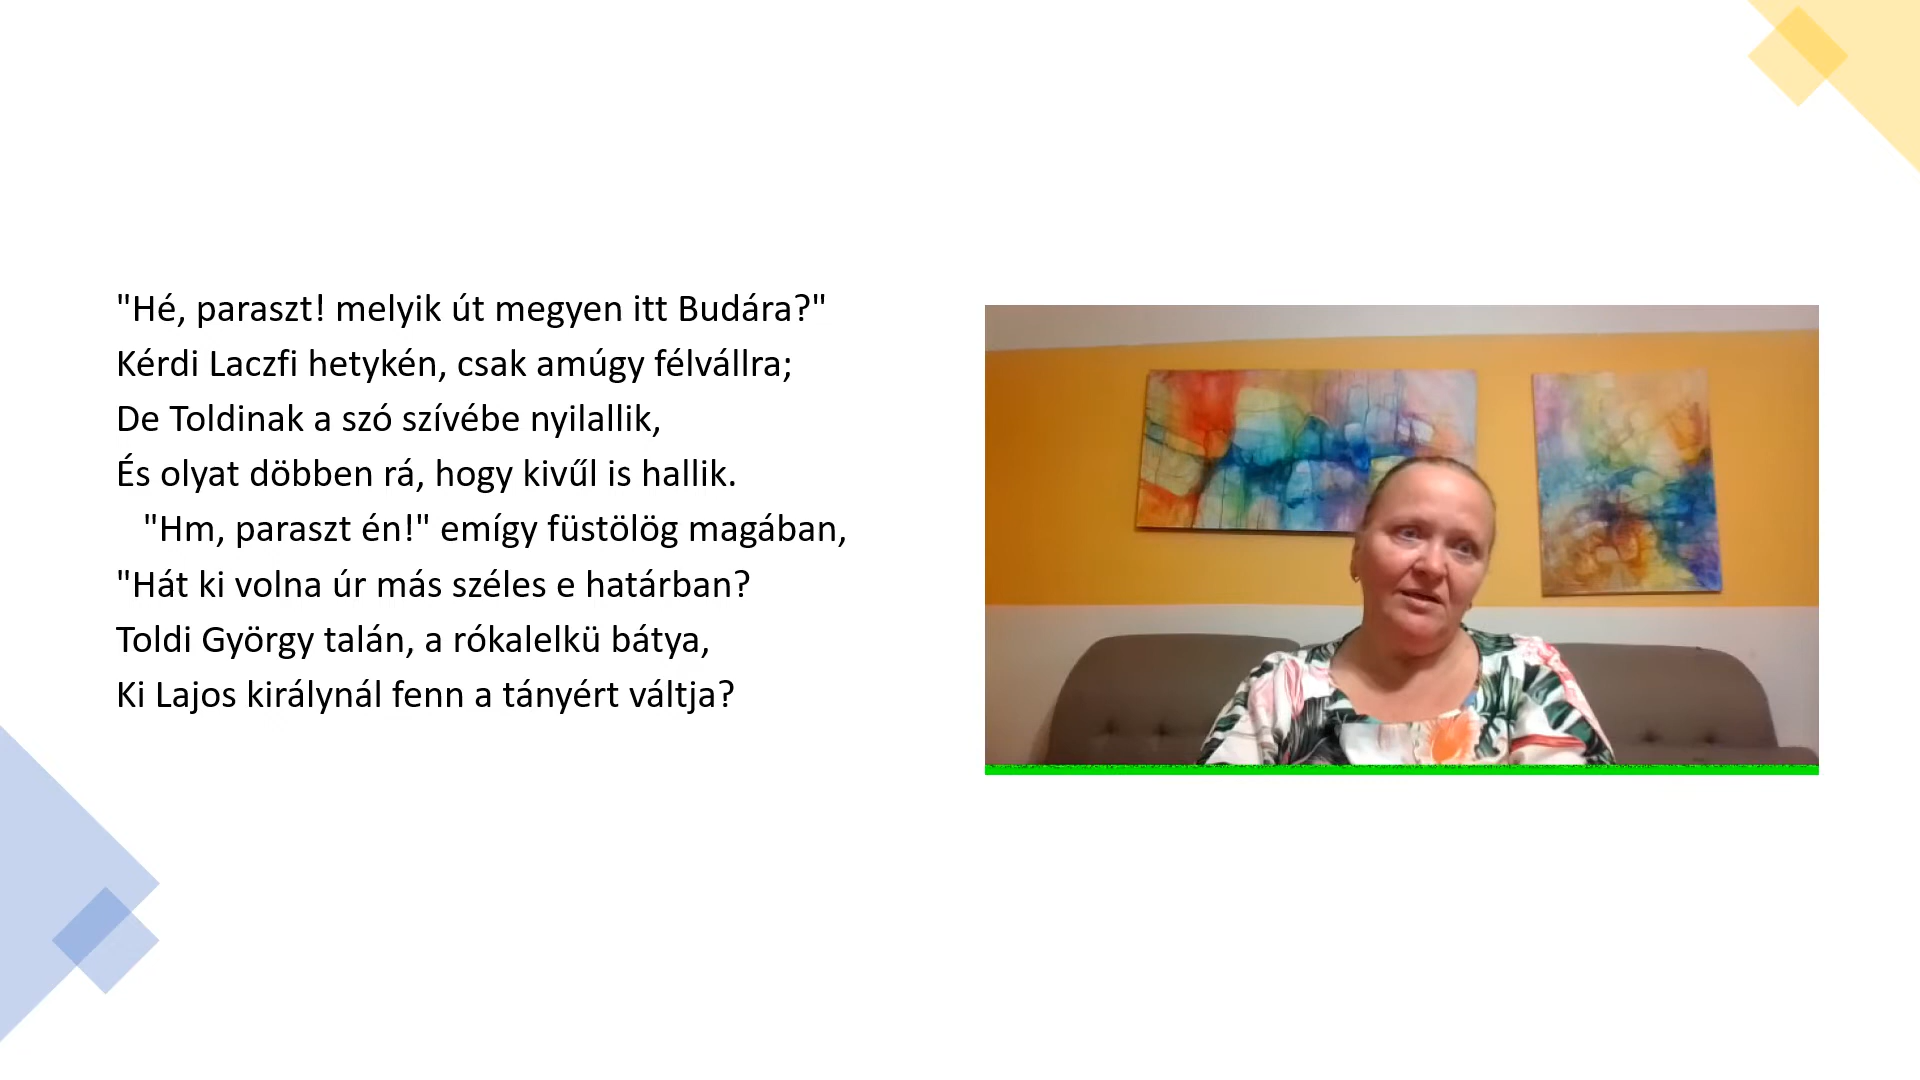 "Hé, paraszt! melyik út megyen itt Budára?"
Kérdi Laczfi hetykén, csak amúgy félvállra;
De Toldinak a szó szívébe nyilallik,
És olyat döbben rá, hogy kivűl is hallik.
"Hm, paraszt én!" emígy füstölög magában,
"Hát ki volna úr más széles e határban?
Toldi György talán, a rókalelkü bátya,
Ki Lajos királynál fenn a tányért váltja?